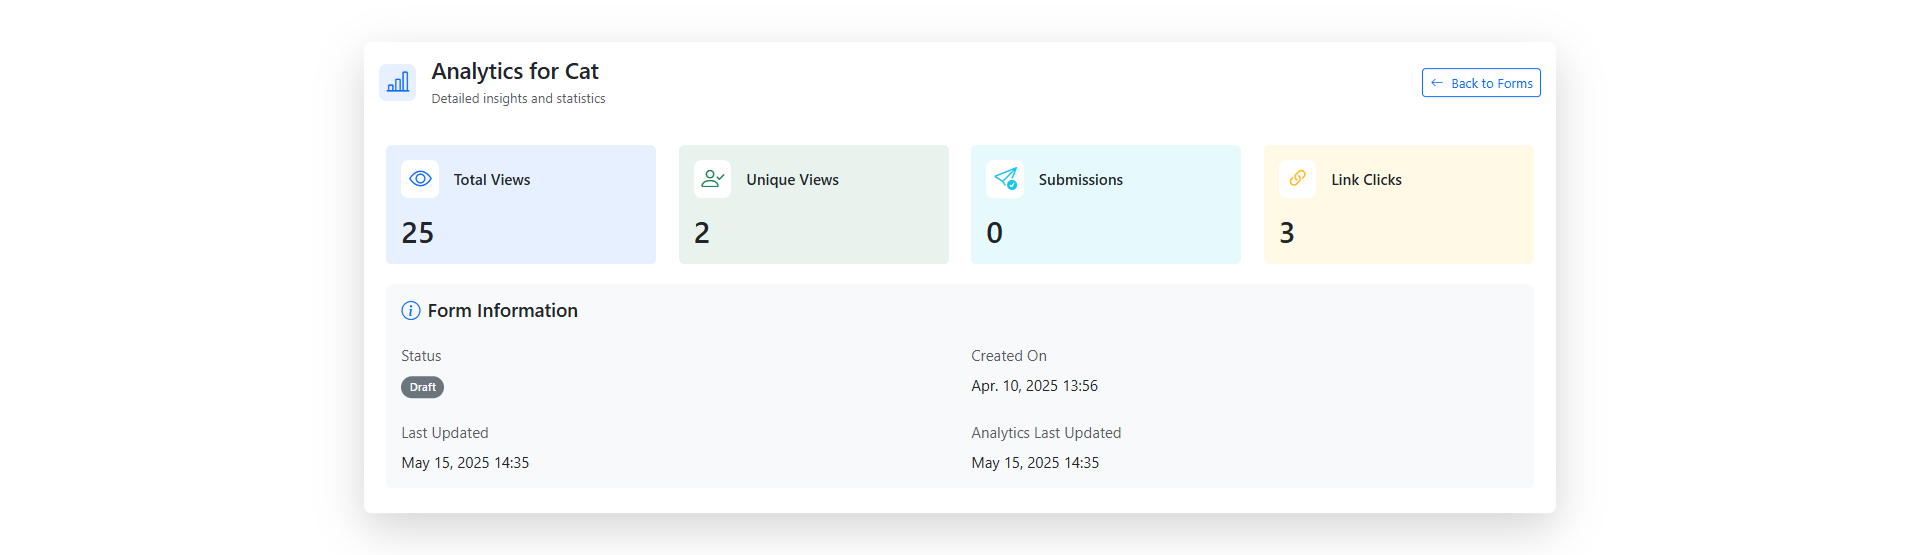 Analytics for Cat
Detailed insights and statistics
Back to Forms
Total Views
25
Unique Views
2
Submissions
0
Link Clicks
3
Form Information
Status
Draft
Created On
Apr. 10, 2025 13:56
Last Updated
May 15, 2025 14:35
Analytics Last Updated
May 15, 2025 14:35